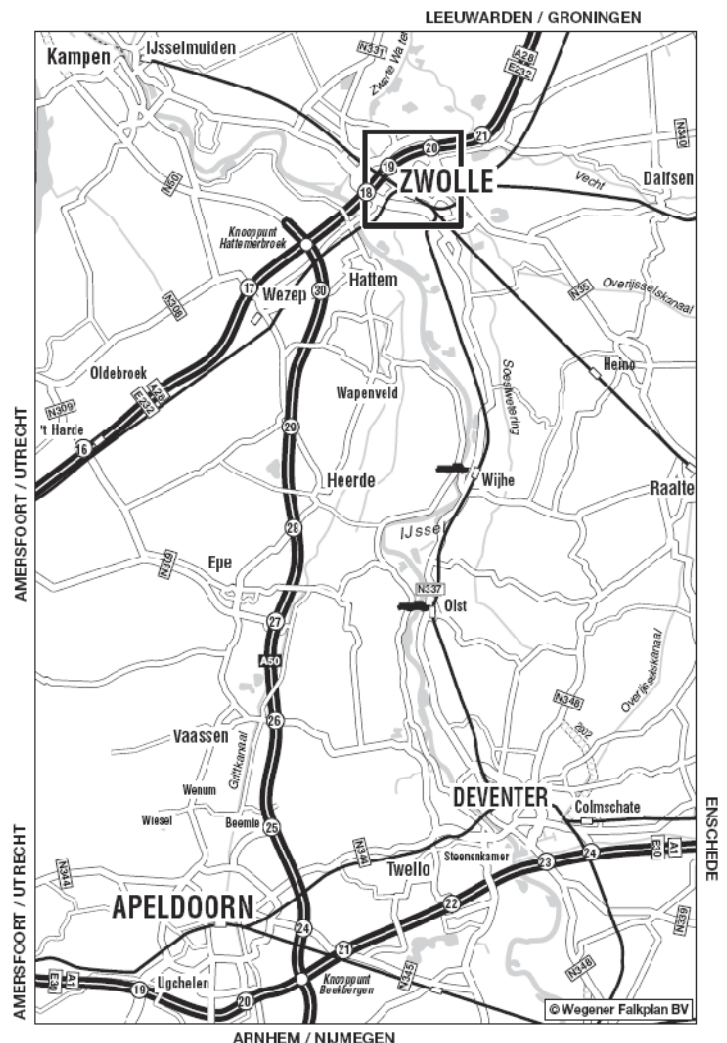 LEEUWARDEN / GRONINGEN
IJsselmuiden
Kampen
N331
Zwarte Water
A28
E232
21
20
N340
19
ZWOLLE
18
Vecht
Dalfsen
N50
Knooppunt
Hattemerbroek
Hattem
17
Wezep
30
N35
Overijsselskanaal
N308
Oldebroek
A28
E232
Soestwetering
Heino
Wapenveld
N309
't Harde
16
29
AMERSFOORT / UTRECHT
Heerde
Wijhe
Raalte
28
IJssel
Epe
N309
N337
Olst
27
A50
Overijsselskanaal
N348
2002
26
Vaassen
Griftkanaal
Wenum
DEVENTER
Colmschate
ENSCHEDE
Wiesel
Beemte
25
N344
Steenenkamer
23
24
E30
A1
N344
Twello
AMERSFOORT / UTRECHT
APELDOORN
22
24
21
N339
N345
N348
E30
A1
19
Ugchelen
20
Knooppunt
Beekbergen
© Wegener Falkplan BV
ARNHEM / NIJMEGEN